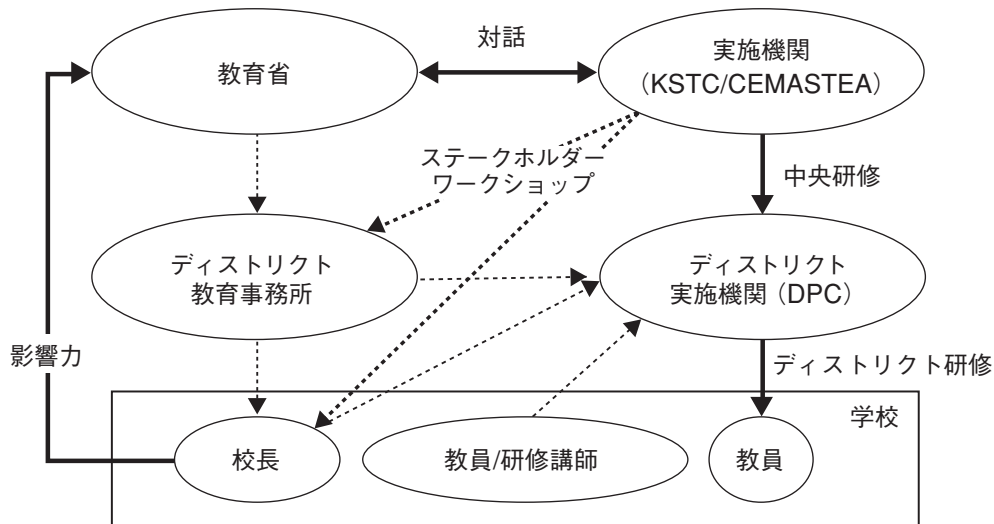 対話
教育省
実施機関
（KSTC/CEMASTEA）
ステークホルダー
ワークショップ
中央研修
ディストリクト
教育事務所
ディストリクト
実施機関（DPC）
影響力
ディストリクト研修
学校
校長
教員/研修講師
教員